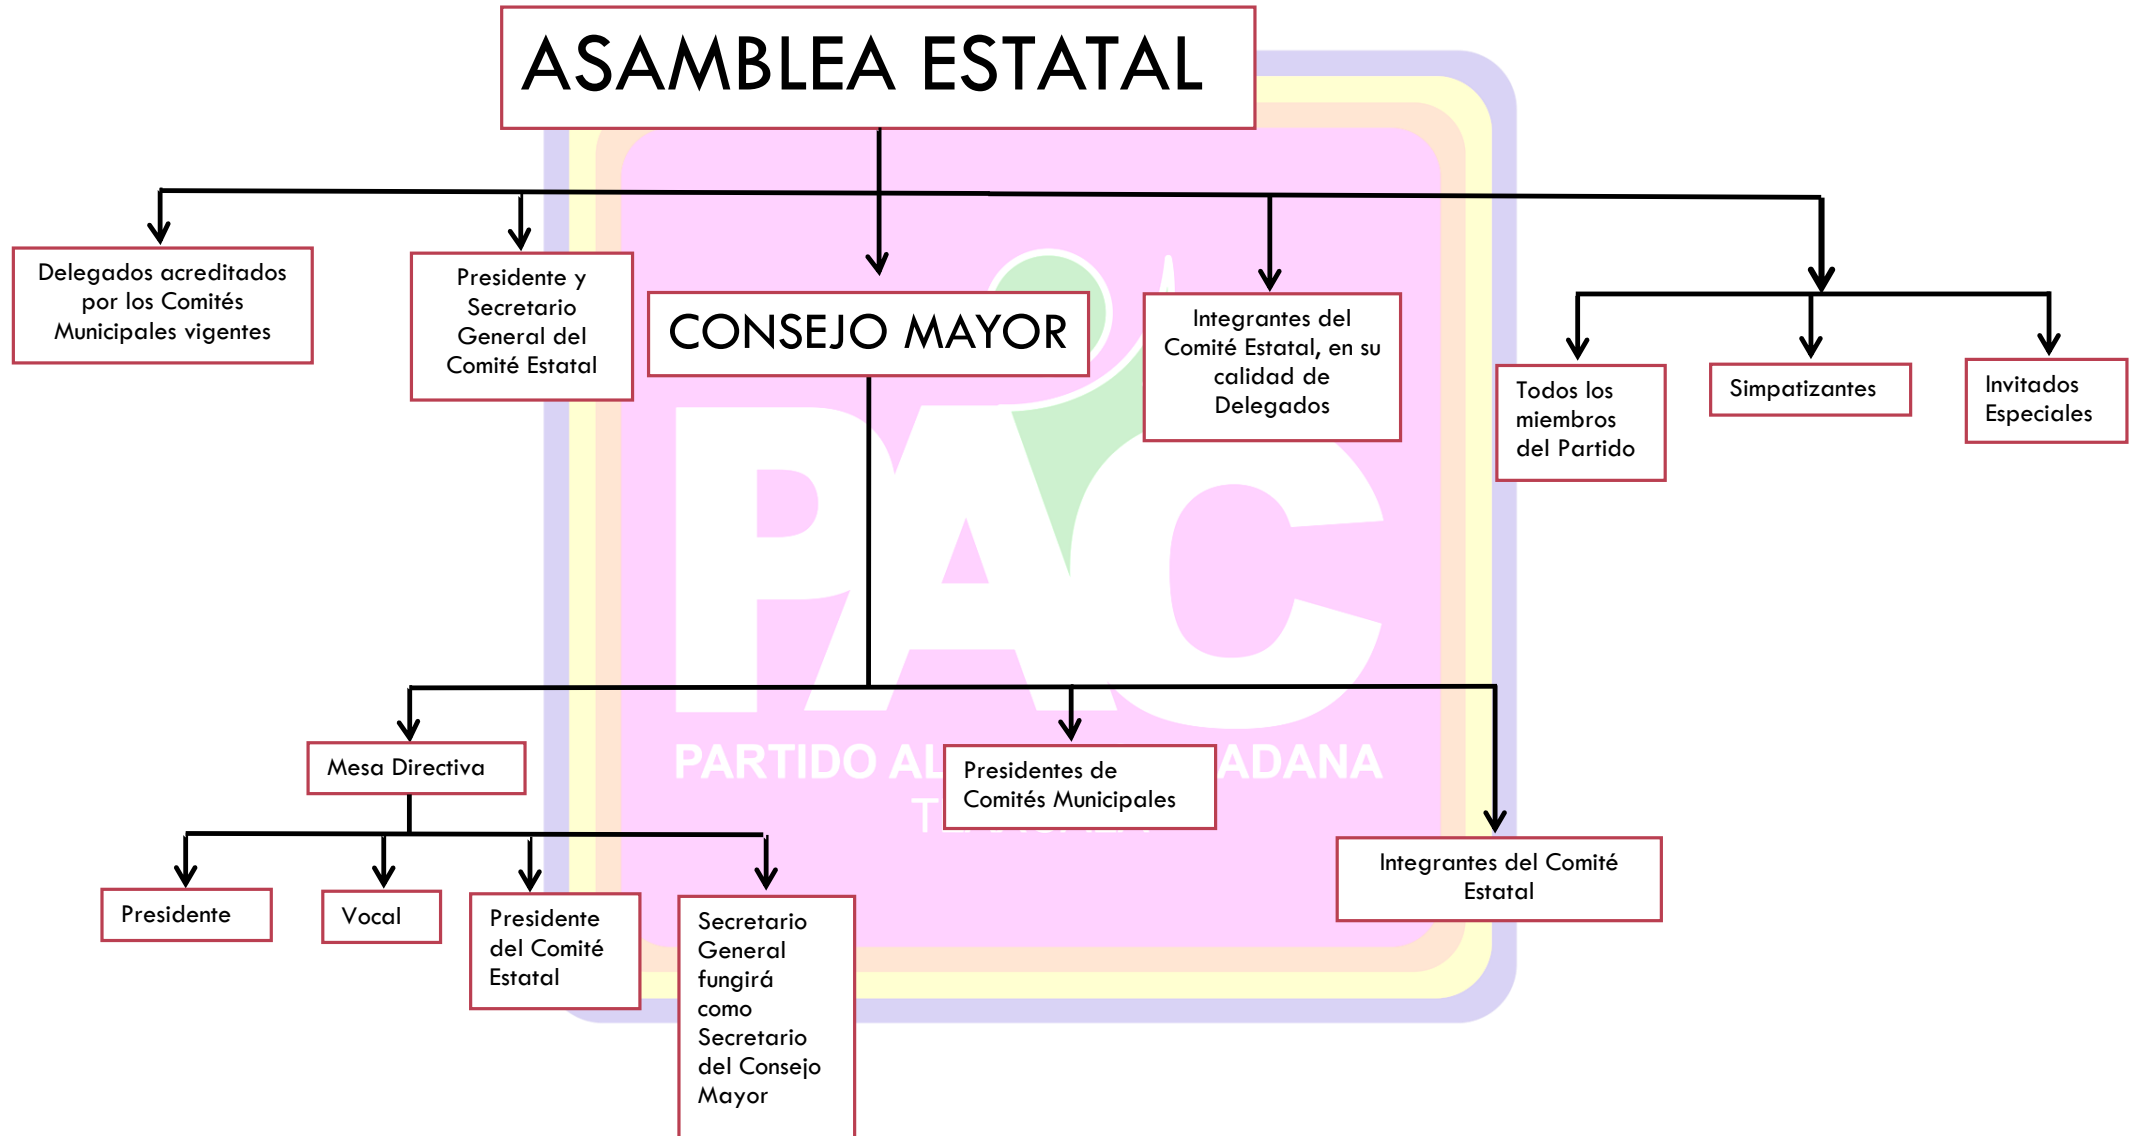 ASAMBLEA ESTATAL
Delegados acreditados
por los Comités
Municipales vigentes
Presidente y
Secretario
General del
Comité Estatal
CONSEJO MAYOR
Integrantes del
Comité Estatal, en su
calidad de
Delegados
Todos los
miembros
del Partido
Simpatizantes
Invitados
Especiales
PAC
PARTIDO
Mesa Directiva
Presidentes de
Comités Municipales
Integrantes del Comité
Estatal
Presidente
Vocal
Presidente
del Comité
Estatal
Secretario
General
fungirá
como
Secretario
del Consejo
Mayor